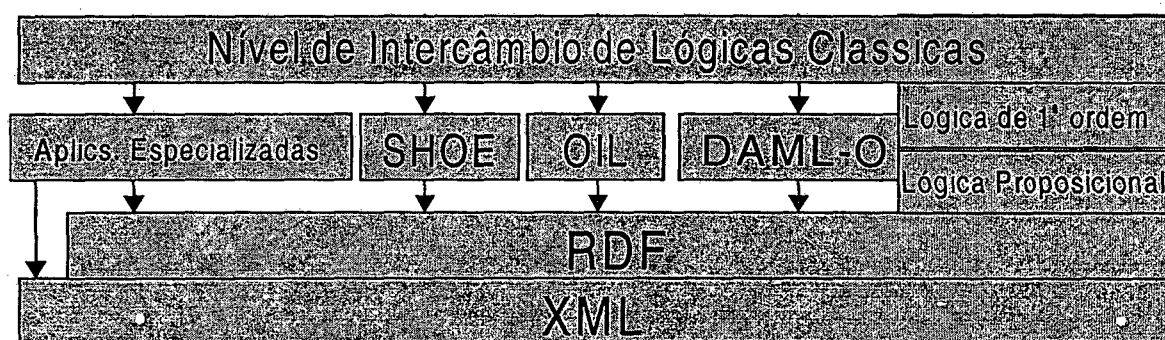 Nível de Intercâmbio de Lógicas Classicas
Aplics. Especializadas
SHOE
OIL
DAML-O
Lógica de 1ª ordem
Lógica Proposicional
RDF
XML